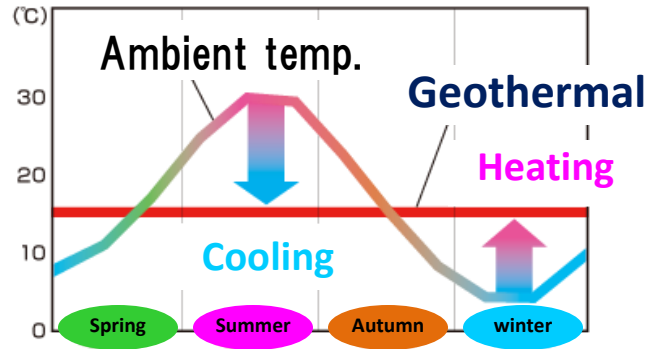 (℃)
Ambient temp.
30
Geothermal
20
Heating
10
Cooling
0
Spring
Summer
Autumn
winter